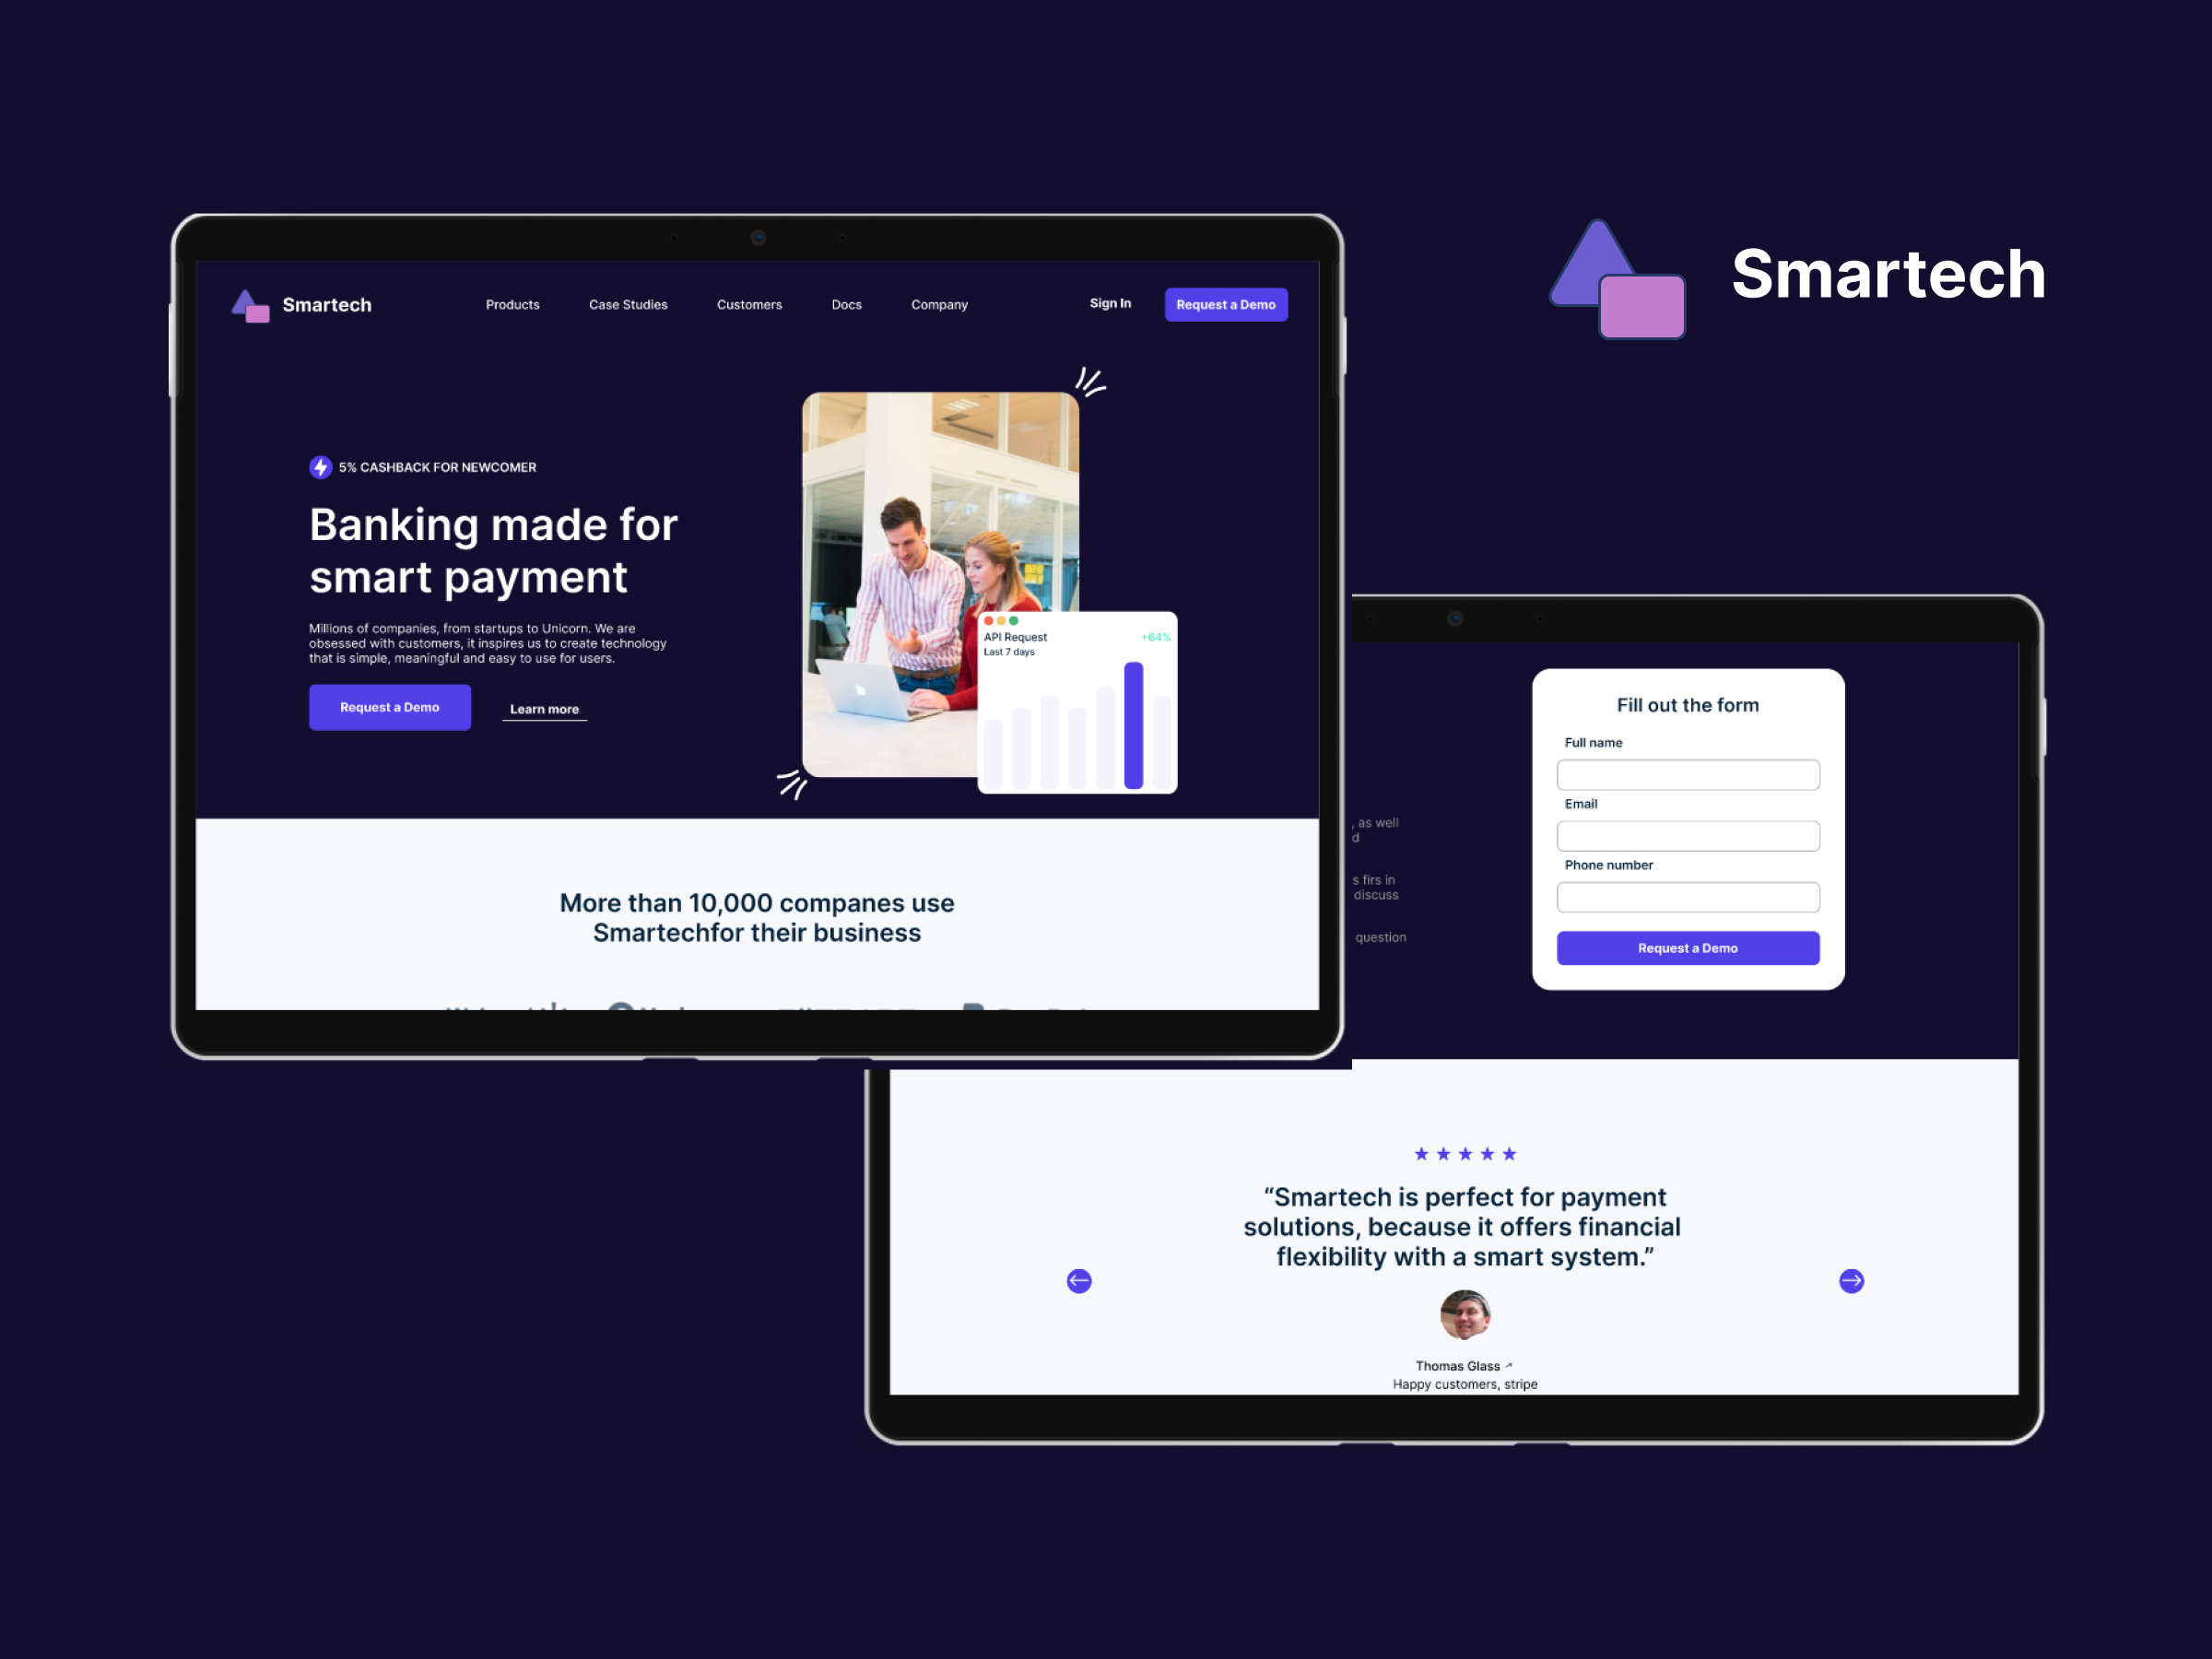 Smartech
Smartech
Products
Case Studies
Customers
Docs
Company
Sign In
Request a Demo
5% CASHBACK FOR NEWCOMER
Banking made for
smart payment
Millions of companies, from startups to Unicorn. We are
obsessed with customers, it inspires us to create technology
that is simple, meaningful and easy to use for users.
Request a Demo
Learn more
API Request
+64%
Last 7 days
More than 10,000 companes use
Smartechfor their business
, as well
d
s firs in
discuss
question
Fill out the form
Full name
Email
Phone number
Request a Demo
“Smartech is perfect for payment
solutions, because it offers financial
flexibility with a smart system.”
Thomas Glass
Happy customers, stripe